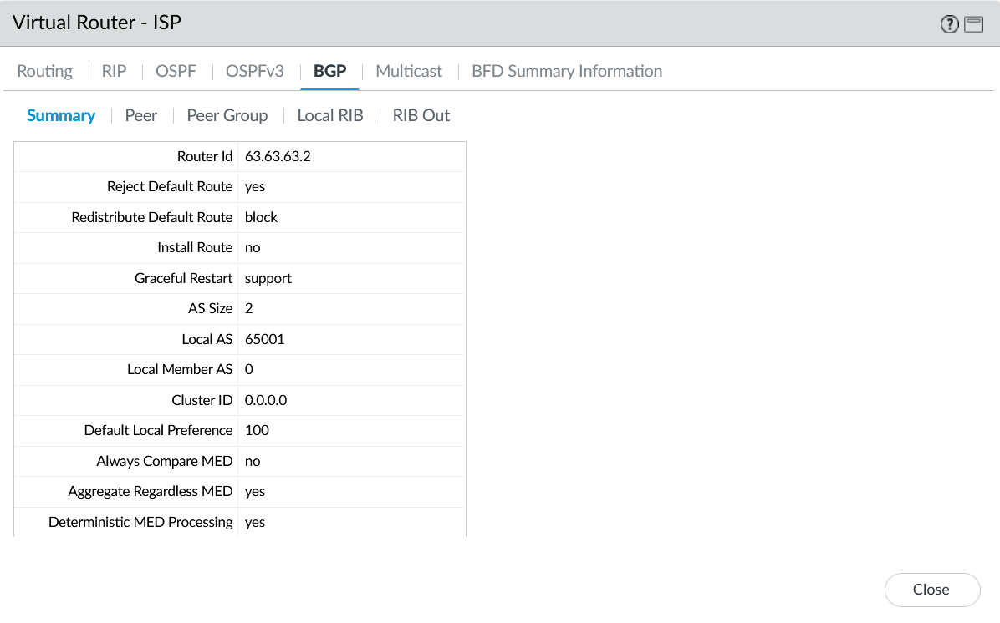 Virtual Router - ISP
Routing RIP OSPF OSPFv3 BGP Multicast BFD Summary Information
Summary Peer Peer Group Local RIB RIB Out
Router Id 63.63.63.2
Reject Default Route yes
Redistribute Default Route block
Install Route no
Graceful Restart support
AS Size 2
Local AS 65001
Local Member AS 0
Cluster ID 0.0.0.0
Default Local Preference 100
Always Compare MED no
Aggregate Regardless MED yes
Deterministic MED Processing yes
Close